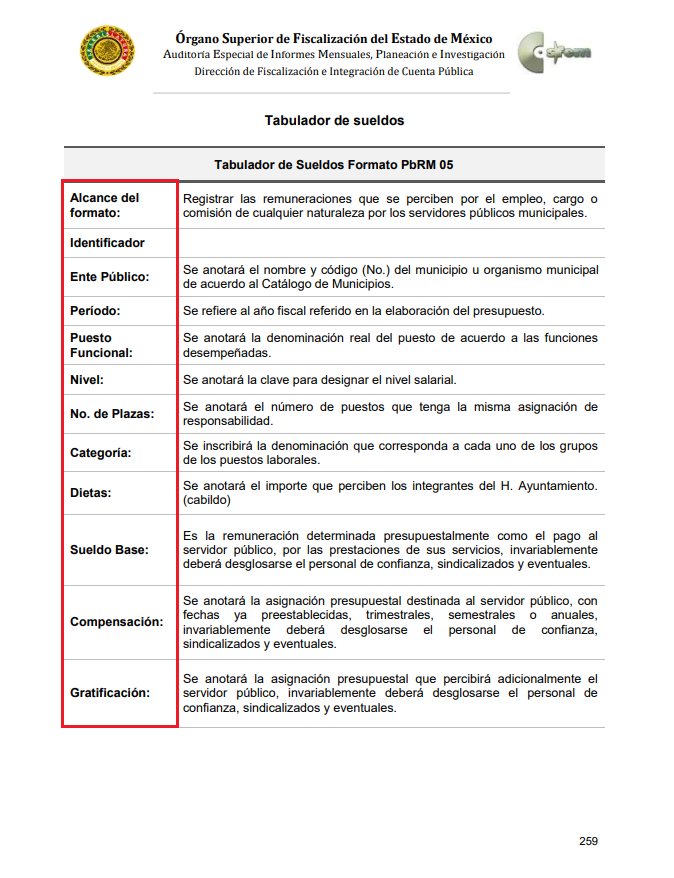 Órgano Superior de Fiscalización del Estado de México
Auditoría Especial de Informes Mensuales, Planeación e Investigación
Dirección de Fiscalización e Integración de Cuenta Pública
osfem
Tabulador de sueldos
Tabulador de Sueldos Formato PbRM 05
Alcance del formato:
Registrar las remuneraciones que se perciben por el empleo, cargo o
comisión de cualquier naturaleza por los servidores públicos municipales.
Identificador
Ente Público:
Se anotará el nombre y código (No.) del municipio u organismo municipal
de acuerdo al Catálogo de Municipios.
Período:
Se refiere al año fiscal referido en la elaboración del presupuesto.
Puesto
Funcional:
Se anotará la denominación real del puesto de acuerdo a las funciones
desempeñadas.
Nivel:
Se anotará la clave para designar el nivel salarial.
No. de Plazas:
Se anotará el número de puestos que tenga la misma asignación de
responsabilidad.
Categoría:
Se inscribirá la denominación que corresponda a cada uno de los grupos
de los puestos laborales.
Dietas:
Se anotará el importe que perciben los integrantes del H. Ayuntamiento.
(cabildo)
Sueldo Base:
Es la remuneración determinada presupuestalmente como el pago al
servidor público, por las prestaciones de sus servicios, invariablemente
deberá desglosarse el personal de confianza, sindicalizados y eventuales.
Compensación:
Se anotará la asignación presupuestal destinada al servidor público, con
fechas ya preestablecidas, trimestrales, semestrales o anuales,
invariablemente deberá desglosarse el personal de confianza,
sindicalizados y eventuales.
Gratificación:
Se anotará la asignación presupuestal que percibirá adicionalmente el
servidor público, invariablemente deberá desglosarse el personal de
confianza, sindicalizados y eventuales.
259